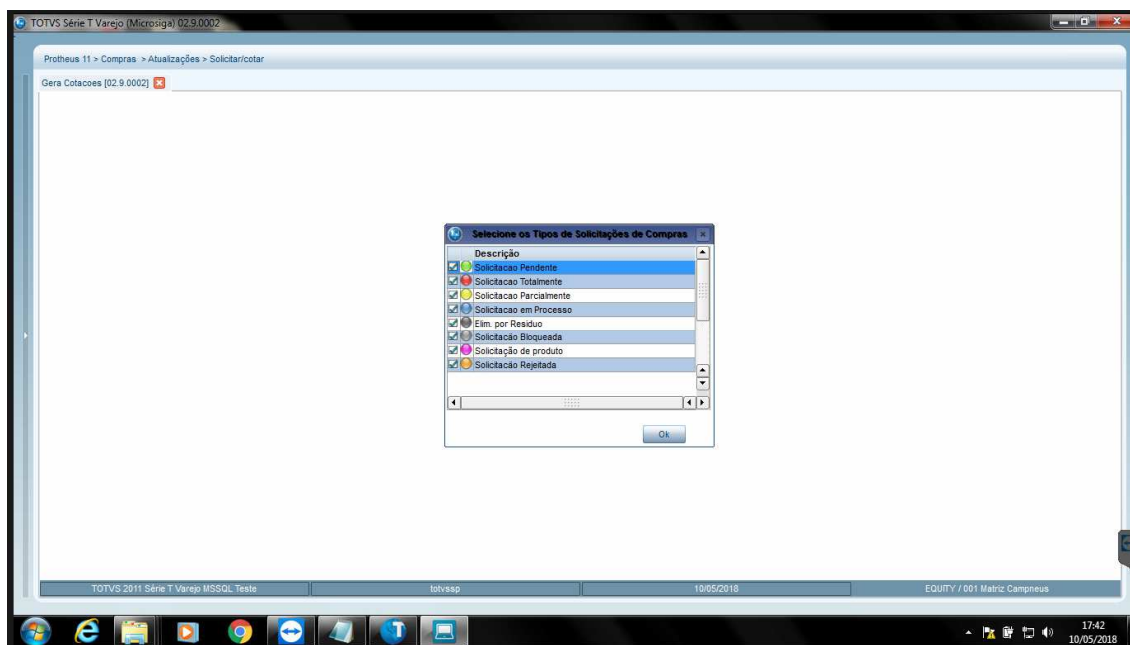 TOTVS Série T Varejo (Microsiga) 02.9.0002
Protheus 11 > Compras > Atualizações > Solicitar/cotar
Gera Cotacoes [02.9.0002]
Selecione os Tipos de Solicitações de Compras
Descrição
Solicitacao Pendente
Solicitacao Totalmente
Solicitacao Parcialmente
Solicitacao em Processo
Elim. por Residuo
Solicitacão Bloqueada
Solicitação de produto
Solicitacão Rejeitada
Ok
TOTVS 2011 Série T Varejo MSSQL Teste totvssp 10/05/2018 EQUITY / 001 Matriz Campneus
17:42
10/05/2018